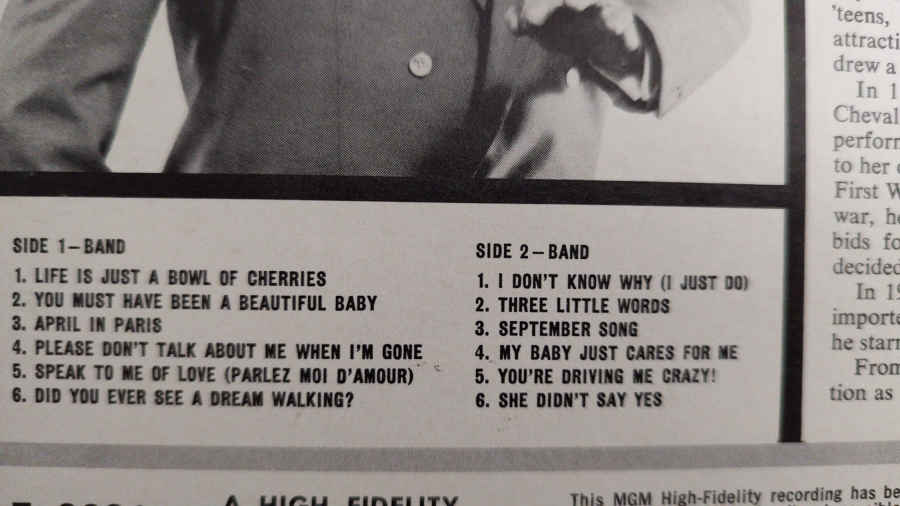 'teens,
drew a
In 1
to her
First W
war, he
bids fo
decided
In 19
he starr
From
tion as
SIDE 1-BAND
1. LIFE IS JUST A BOWL OF CHERRIES
2. YOU MUST HAVE BEEN A BEAUTIFUL BABY
3. APRIL IN PARIS
4. PLEASE DON'T TALK ABOUT ME WHEN I'M GONE
5. SPEAK TO ME OF LOVE (PARLEZ MOI D'AMOUR)
6. DID YOU EVER SEE A DREAM WALKING?
SIDE 2-BAND
1. I DON'T KNOW WHY (I JUST DO)
2. THREE LITTLE WORDS
3. SEPTEMBER SONG
4. MY BABY JUST CARES FOR ME
5. YOU'RE DRIVING ME CRAZY!
6. SHE DIDN'T SAY YES
A HIGH FIDELITY
This MGM High-Fidelity recording has be